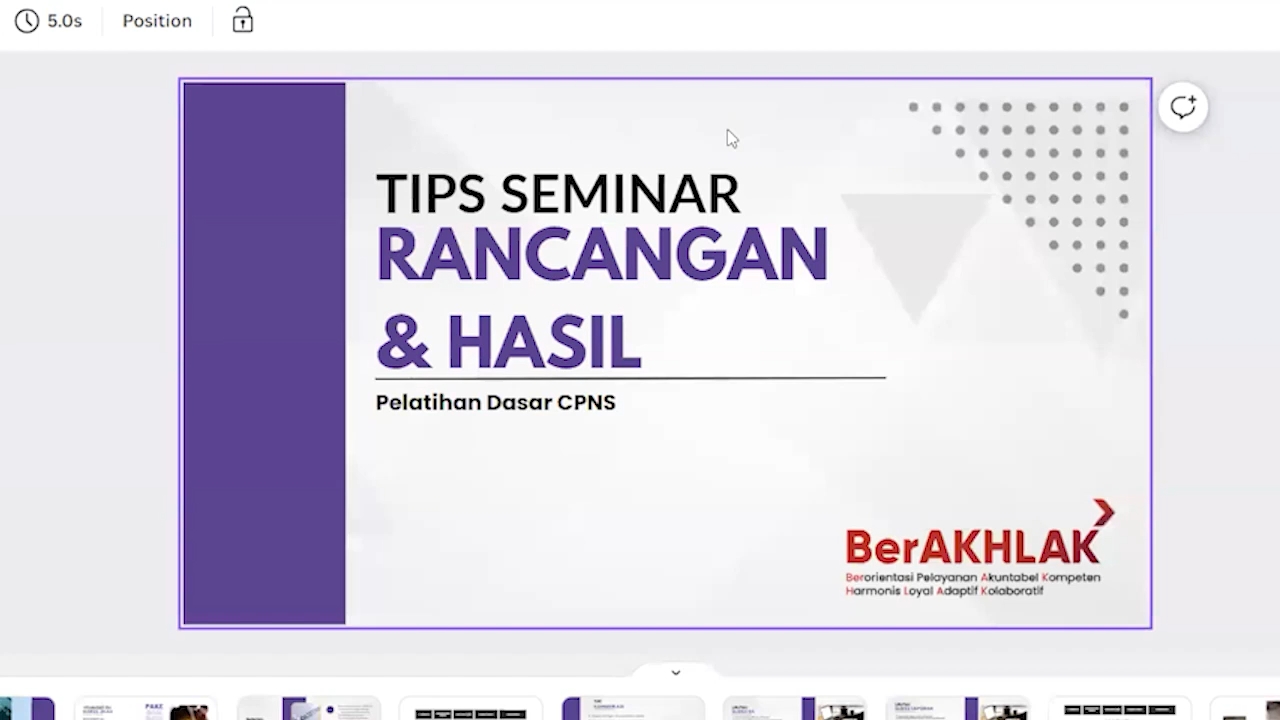 5.0s Position
TIPS SEMINAR
RANCANGAN
& HASIL
Pelatihan Dasar CPNS
BerAKHLAK
Berorientasi Pelayanan Akuntabel Kompeten
Harmonis Loyal Adaptif Kolaboratif